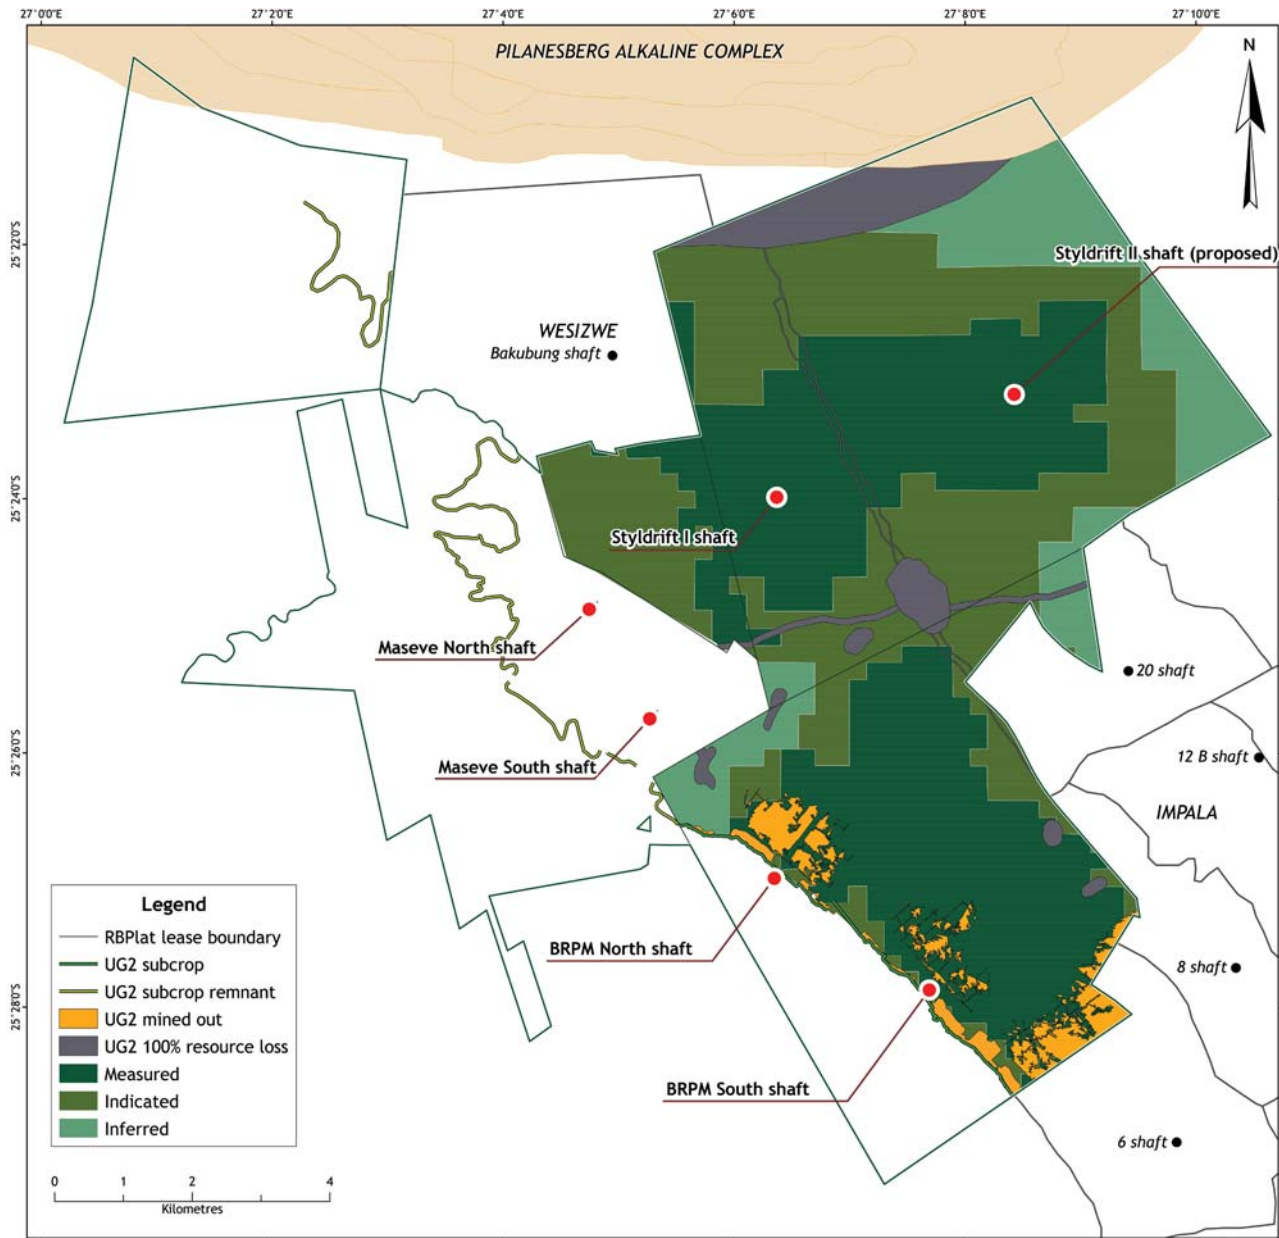 27°0'0"E 27°20'0"E 27°40'0"E 27°60'0"E 27°80'0"E 27°10'0"E
PILANESBERG ALKALINE COMPLEX
N
25°22'0"S
Styldrift II shaft (proposed)
WESIZWE
Bakubung shaft
25°24'0"S
Styldrift I shaft
Maseve North shaft
20 shaft
25°26'0"S
Maseve South shaft
12 B shaft
IMPALA
Legend
RBPlat lease boundary
UG2 subcrop
UG2 subcrop remnant
UG2 mined out
UG2 100% resource loss
Measured
Indicated
Inferred
BRPM North shaft
8 shaft
25°28'0"S
BRPM South shaft
6 shaft
0 1 2 4
Kilometres